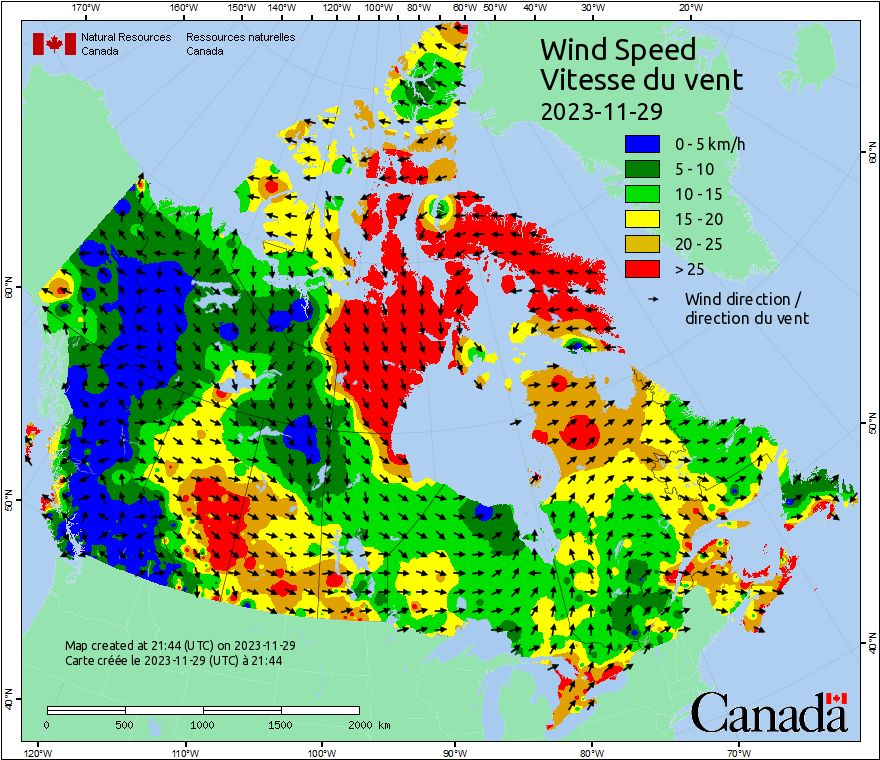 170°W 160°W 150°W 140°W 130°W 120°W 110°W 100°W 80°W 60°W 50°W 40°W 30°W 20°W
Natural Resources Canada
Ressources naturelles Canada
Wind Speed
Vitesse du vent
2023-11-29
0 - 5 km/h
5 - 10
10 - 15
15 - 20
20 - 25
> 25
Wind direction /
direction du vent
60°N
60°N
50°N
50°N
40°N
40°N
Map created at 21:44 (UTC) on 2023-11-29
Carte créée le 2023-11-29 (UTC) à 21:44
0 500 1000 1500 2000 km
Canada
120°W 110°W 100°W 90°W 80°W 70°W